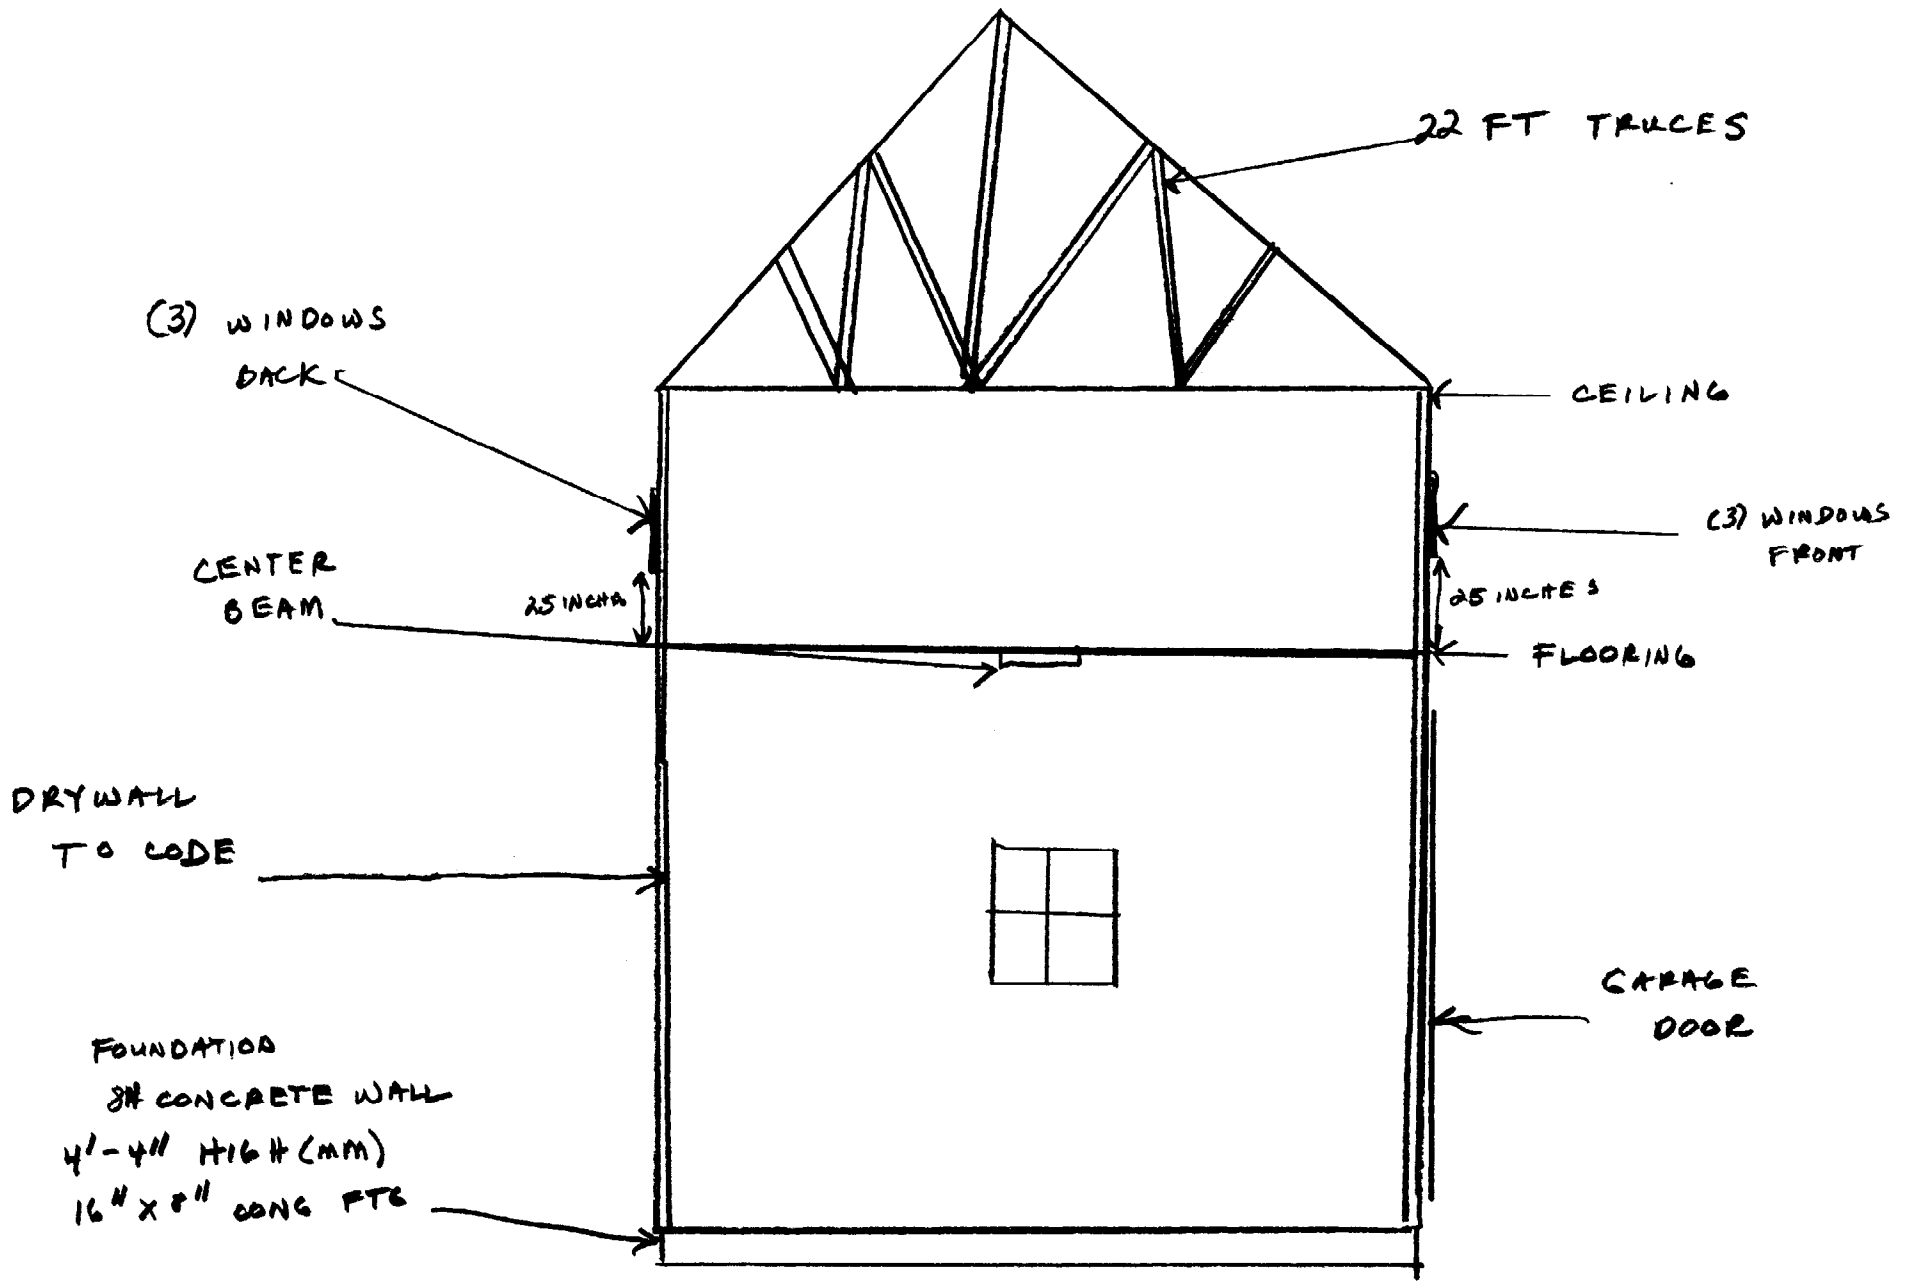 22 FT TRUCES
(3) WINDOWS
BACK
CEILING
(3) WINDOWS
FRONT
CENTER
BEAM
25 INCHES
25 INCHES
FLOORING
DRYWALL
TO CODE
GARAGE
DOOR
FOUNDATION
8" CONCRETE WALL
4'-4" HIGH (MM)
16" X 8" CONG FTG